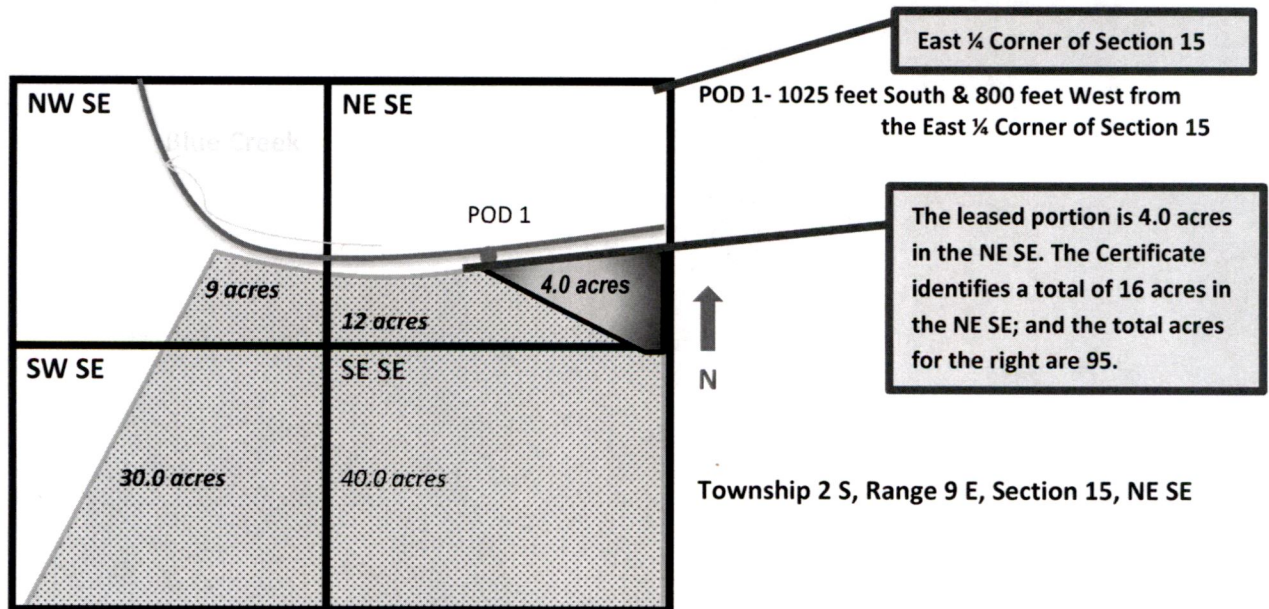 East ¼ Corner of Section 15
NW SE
NE SE
POD 1- 1025 feet South & 800 feet West from
the East ¼ Corner of Section 15
Blue Creek
POD 1
The leased portion is 4.0 acres
in the NE SE. The Certificate
identifies a total of 16 acres in
the NE SE; and the total acres
for the right are 95.
9 acres
4.0 acres
12 acres
N
SW SE
SE SE
30.0 acres
40.0 acres
Township 2 S, Range 9 E, Section 15, NE SE